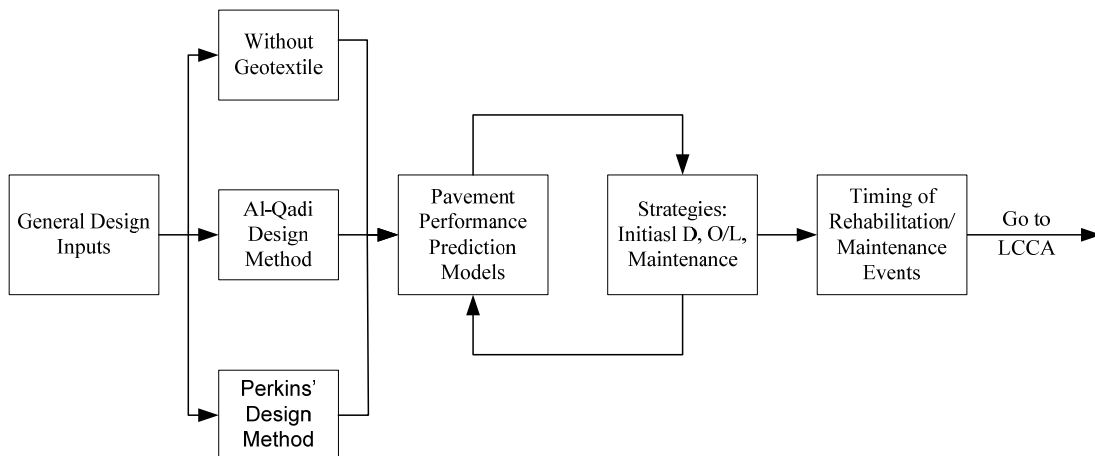 Without
Geotextile
General Design
Inputs
Al-Qadi
Design
Method
Perkins’
Design
Method
Pavement
Performance
Prediction
Models
Strategies:
Initiasl D, O/L,
Maintenance
Timing of
Rehabilitation/
Maintenance
Events
Go to
LCCA